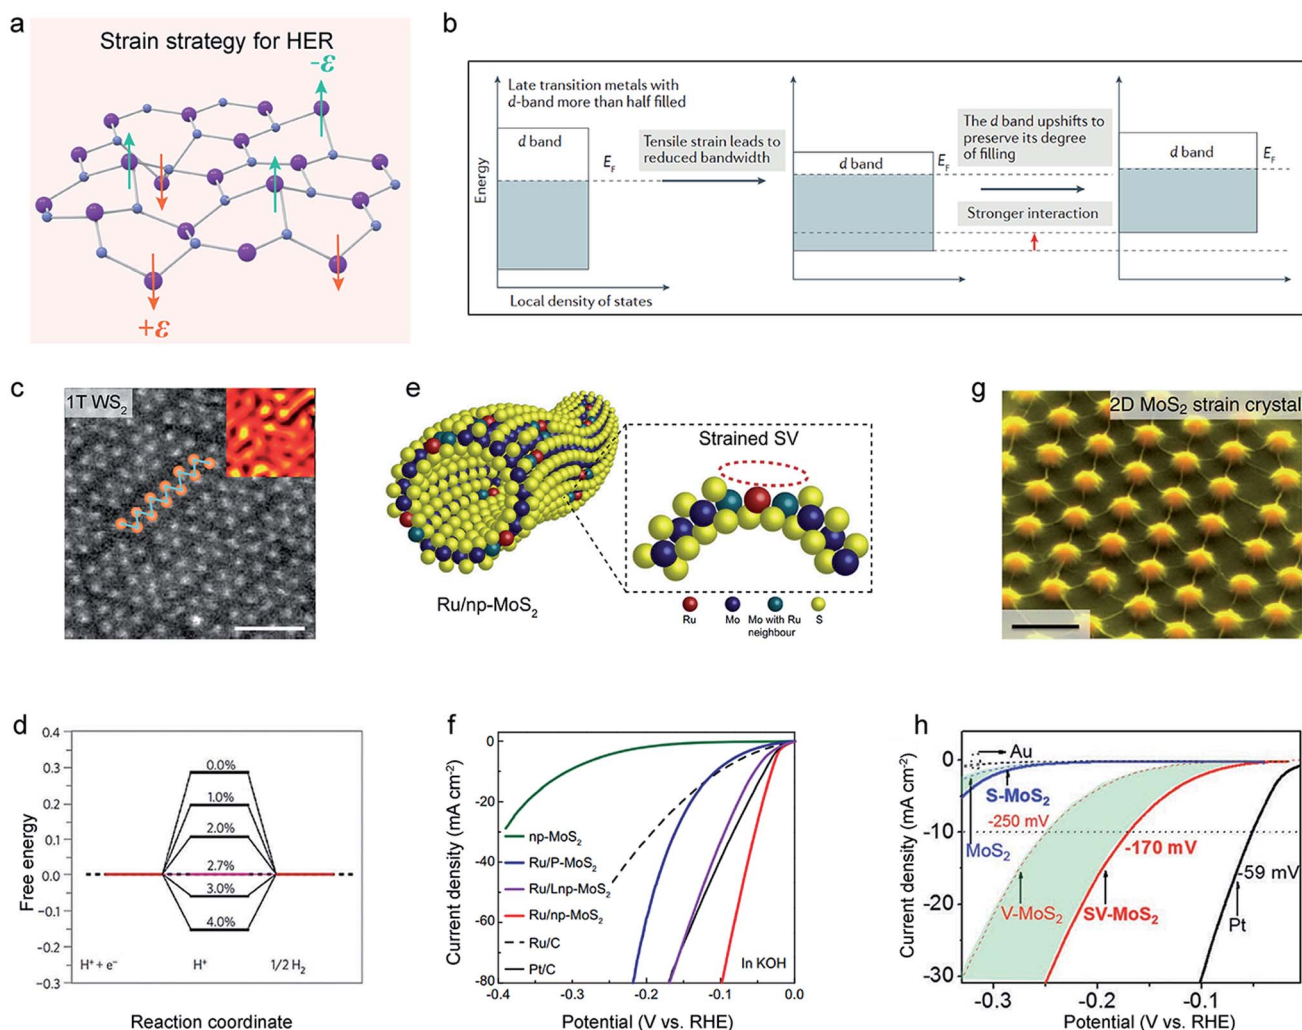 a
Strain strategy for HER
-ε
+ε
b
Late transition metals with
d-band more than half filled
d band
E_F
Energy
Local density of states
Tensile strain leads to
reduced bandwidth
d band
E_F
The d band upshifts to
preserve its degree
of filling
Stronger interaction
d band
E_F
c
1T WS₂
e
Ru/np-MoS₂
Strained SV
Ru
Mo
Mo with Ru
neighbour
S
g
2D MoS₂ strain crystal
d
Free energy
0.4
0.3
0.2
0.1
0.0
−0.1
−0.2
−0.3
0.0%
1.0%
2.0%
2.7%
3.0%
4.0%
H⁺ + e⁻
H⁺
1/2 H₂
Reaction coordinate
f
Current density (mA cm⁻²)
0
-20
-40
-60
-80
np-MoS₂
Ru/P-MoS₂
Ru/Lnp-MoS₂
Ru/np-MoS₂
Ru/C
Pt/C
In KOH
-0.4
-0.3
-0.2
-0.1
0.0
Potential (V vs. RHE)
h
Current density (mA cm⁻²)
0
-10
-20
-30
Au
S-MoS₂
-250 mV
MoS₂
-170 mV
-59 mV
V-MoS₂
SV-MoS₂
Pt
-0.3
-0.2
-0.1
Potential (V vs. RHE)